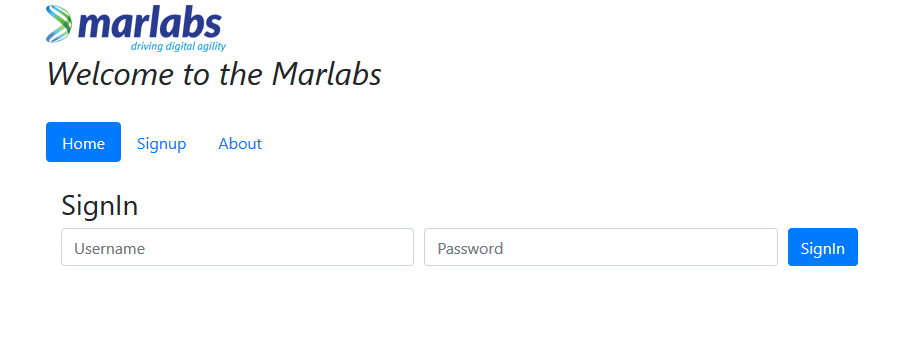 marlabs
driving digital agility
Welcome to the Marlabs
Home Signup About
SignIn
Username Password SignIn